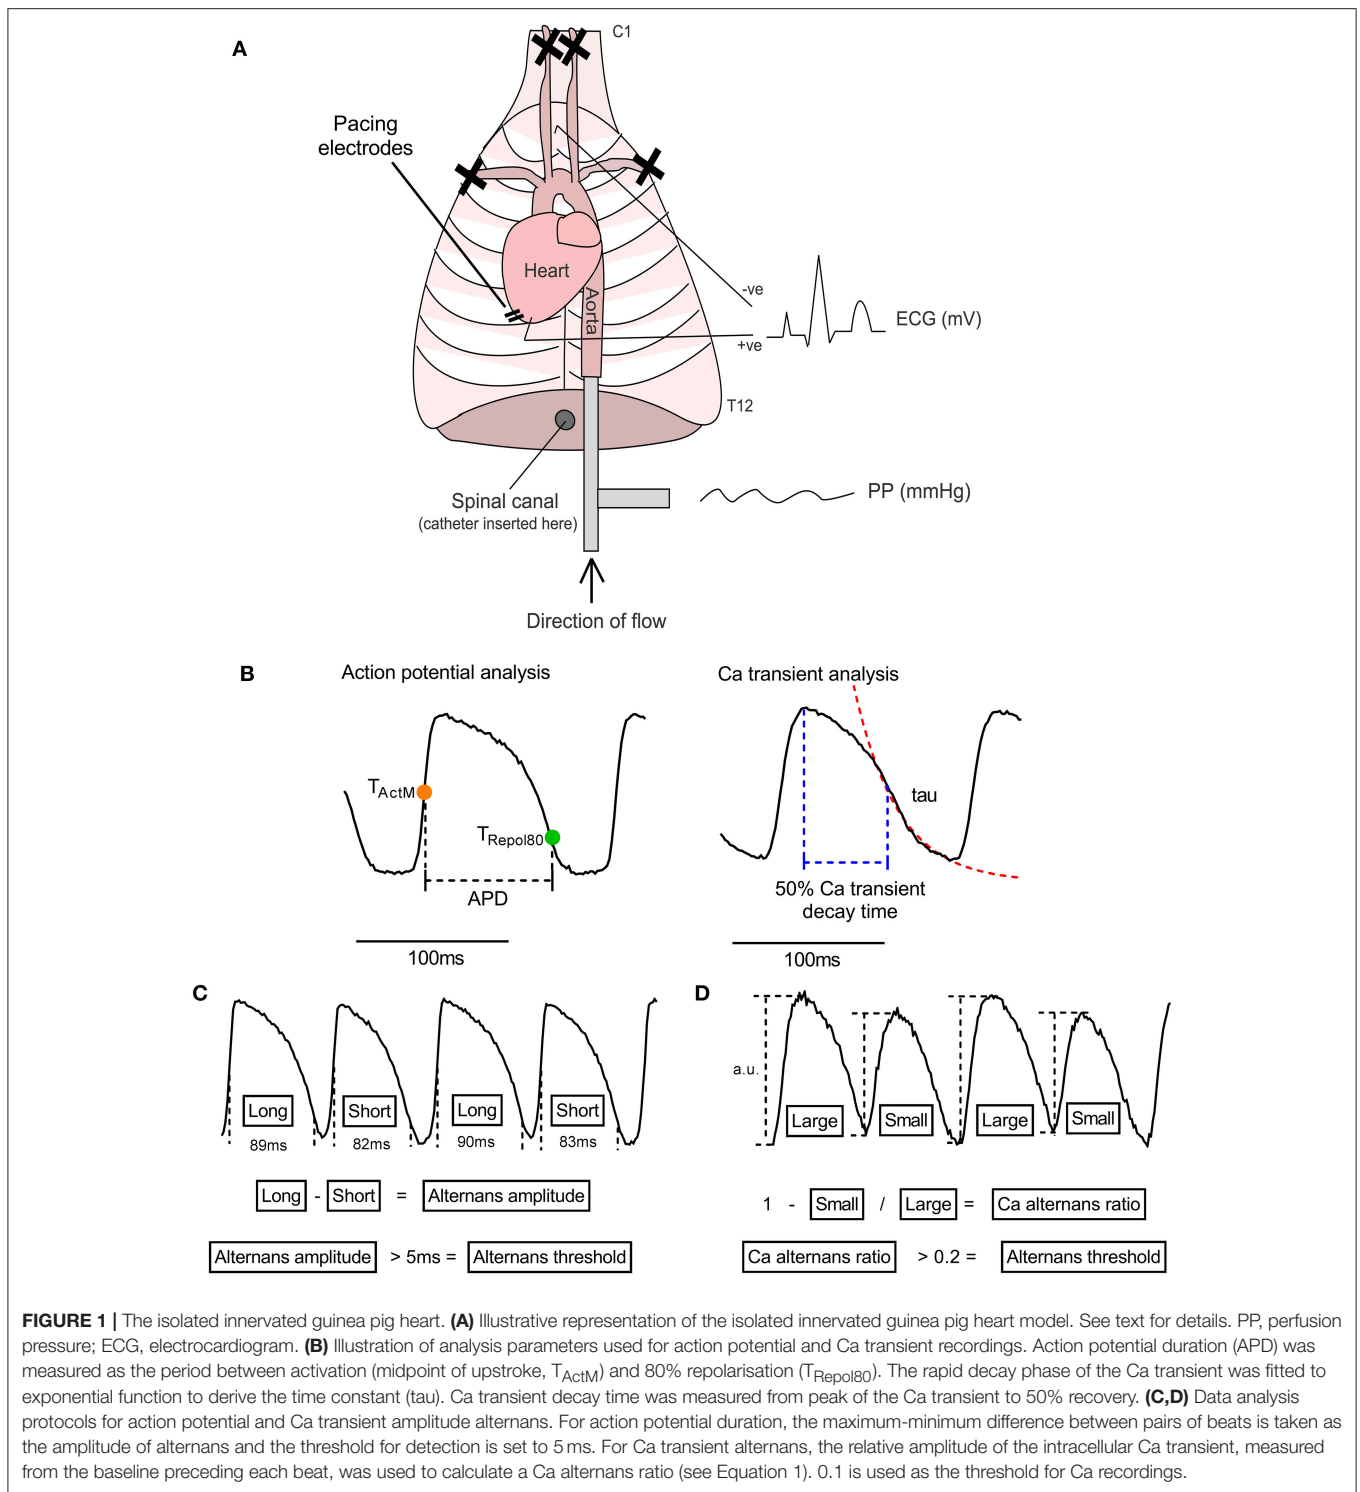 A
C1
Pacing
electrodes
Heart
Aorta
-ve
+ve
ECG (mV)
T12
Spinal canal
(catheter inserted here)
PP (mmHg)
Direction of flow
B
Action potential analysis
TActM
TRepol80
APD
100ms
Ca transient analysis
tau
50% Ca transient
decay time
100ms
C
Long
Short
Long
Short
89ms
82ms
90ms
83ms
Long - Short = Alternans amplitude
Alternans amplitude > 5ms = Alternans threshold
D
a.u.
Large
Small
Large
Small
1 - Small / Large = Ca alternans ratio
Ca alternans ratio > 0.2 = Alternans threshold
FIGURE 1 | The isolated innervated guinea pig heart. (A) Illustrative representation of the isolated innervated guinea pig heart model. See text for details. PP, perfusion
pressure; ECG, electrocardiogram. (B) Illustration of analysis parameters used for action potential and Ca transient recordings. Action potential duration (APD) was
measured as the period between activation (midpoint of upstroke, TActM) and 80% repolarisation (TRepol80). The rapid decay phase of the Ca transient was fitted to
exponential function to derive the time constant (tau). Ca transient decay time was measured from peak of the Ca transient to 50% recovery. (C,D) Data analysis
protocols for action potential and Ca transient amplitude alternans. For action potential duration, the maximum-minimum difference between pairs of beats is taken as
the amplitude of alternans and the threshold for detection is set to 5 ms. For Ca transient alternans, the relative amplitude of the intracellular Ca transient, measured
from the baseline preceding each beat, was used to calculate a Ca alternans ratio (see Equation 1). 0.1 is used as the threshold for Ca recordings.